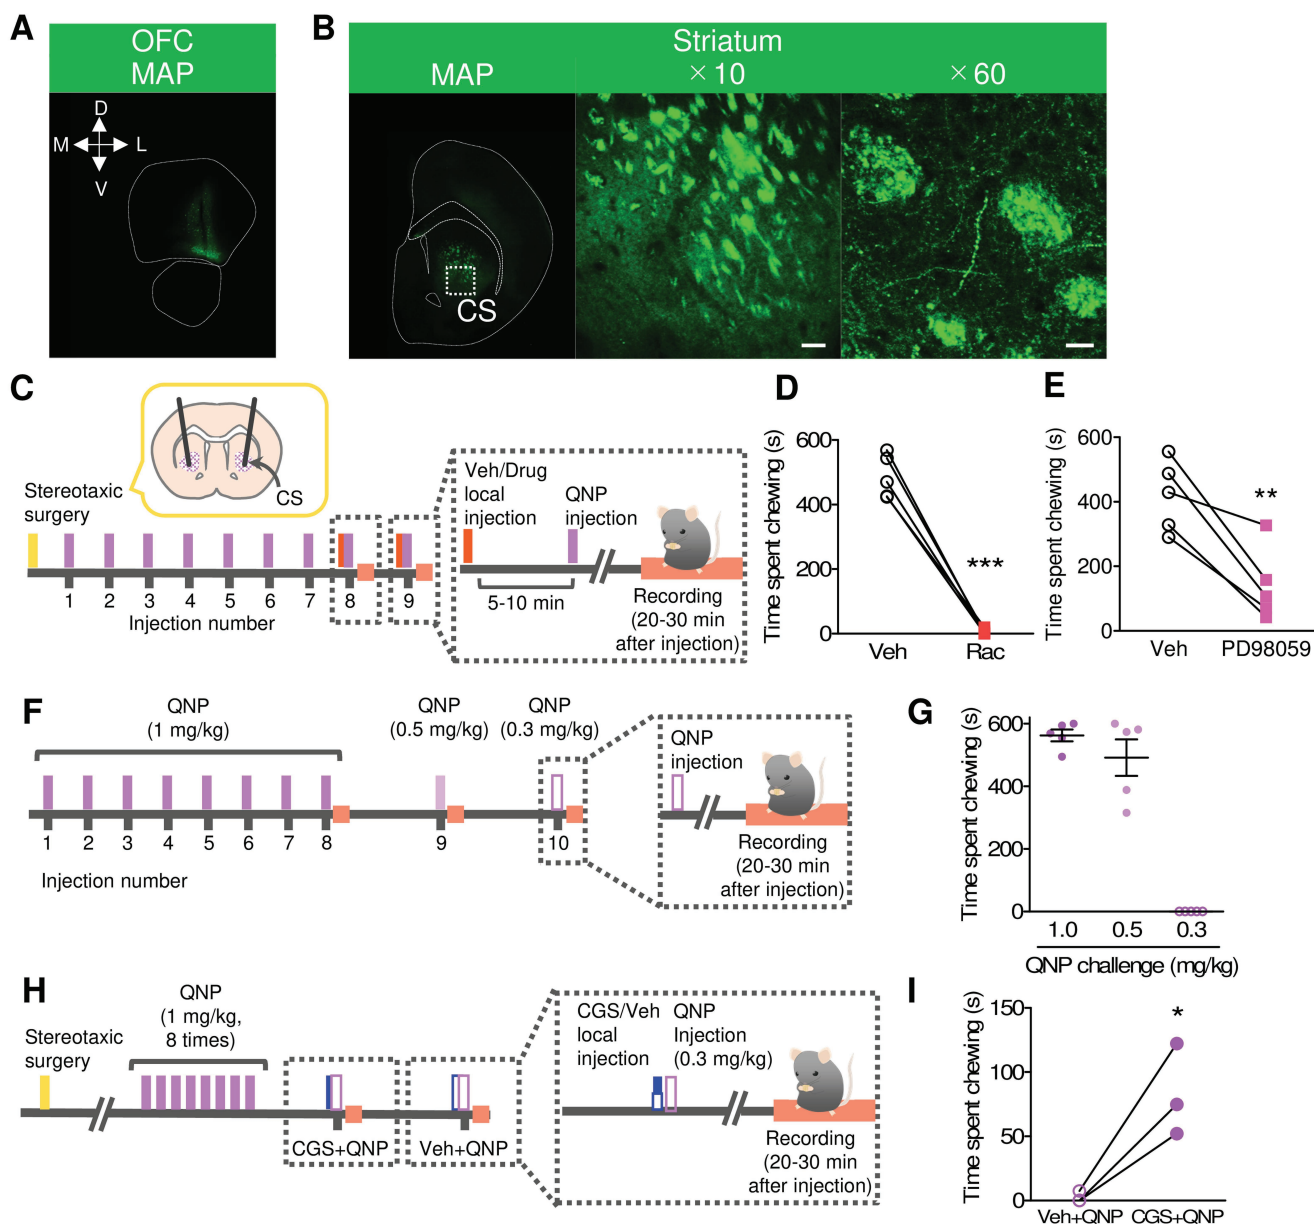 A
OFC
MAP
D
M
L
V
B
Striatum
MAP
× 10
× 60
CS
C
Stereotaxic
surgery
CS
1 2 3 4 5 6 7 8 9
Injection number
Veh/Drug
local
injection
QNP
injection
5-10 min
Recording
(20-30 min
after injection)
D
Time spent chewing (s)
600
400
200
0
***
Veh Rac
E
Time spent chewing (s)
600
400
200
0
**
Veh PD98059
F
QNP
(1 mg/kg)
QNP
(0.5 mg/kg)
QNP
(0.3 mg/kg)
1 2 3 4 5 6 7 8 9 10
Injection number
QNP
injection
Recording
(20-30 min
after injection)
G
Time spent chewing (s)
600
400
200
0
1.0 0.5 0.3
QNP challenge (mg/kg)
H
Stereotaxic
surgery
QNP
(1 mg/kg,
8 times)
CGS+QNP
Veh+QNP
CGS/Veh
local
injection
QNP
Injection
(0.3 mg/kg)
Recording
(20-30 min
after injection)
I
Time spent chewing (s)
150
100
50
0
*
Veh+QNP CGS+QNP